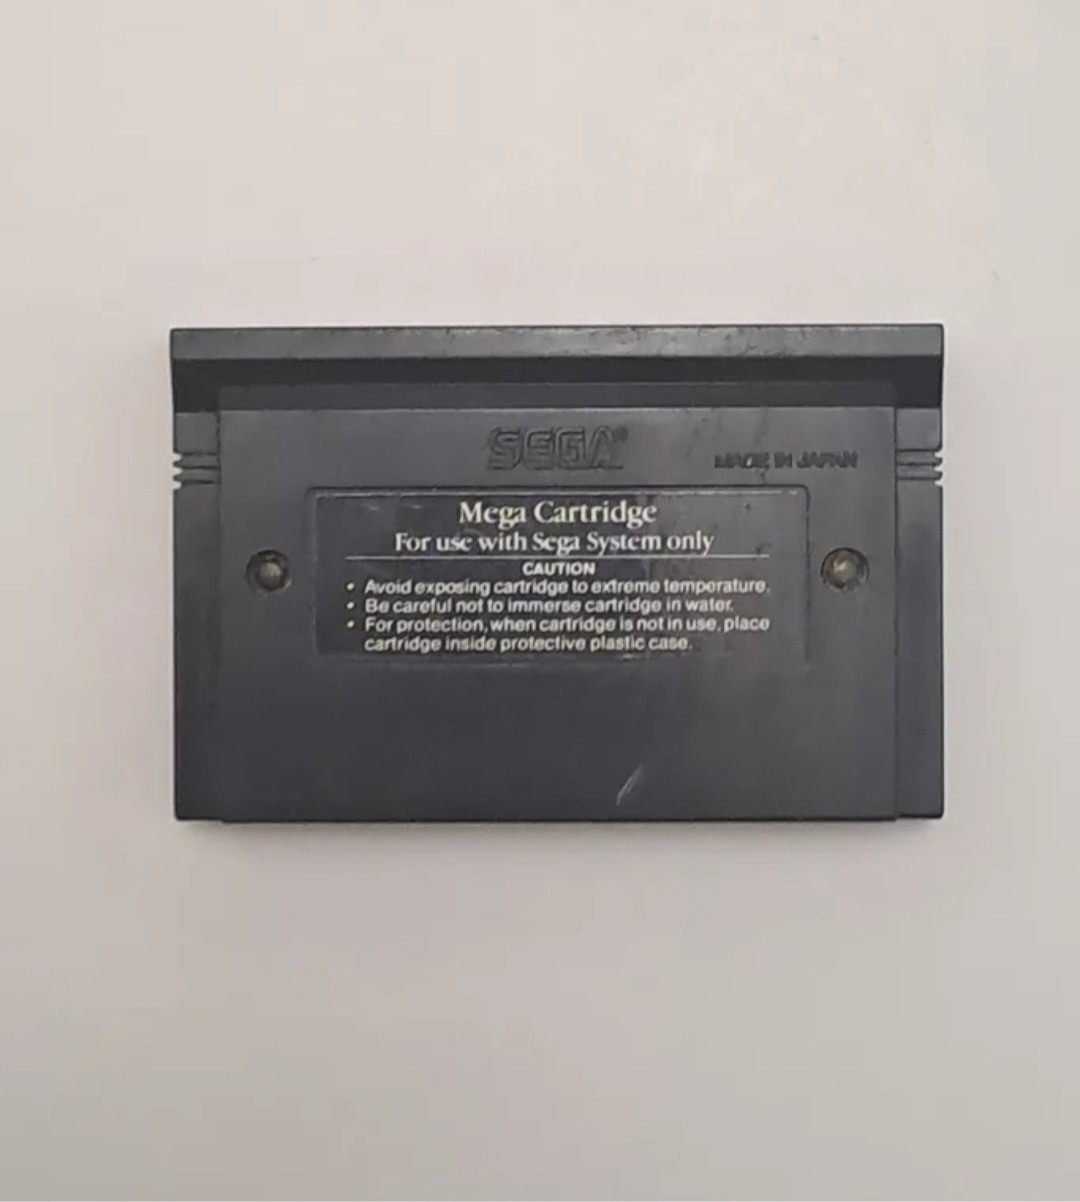 SEGA®
MADE IN JAPAN
Mega Cartridge
For use with Sega System only
CAUTION
• Avoid exposing cartridge to extreme temperature.
• Be careful not to immerse cartridge in water.
• For protection, when cartridge is not in use, place
cartridge inside protective plastic case.